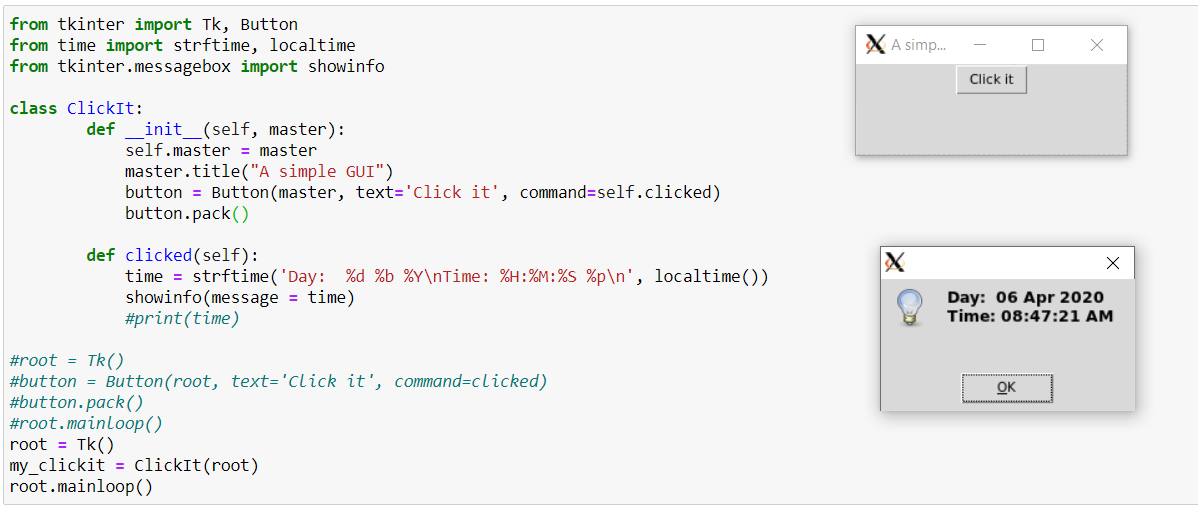 from tkinter import Tk, Button
from time import strftime, localtime
from tkinter.messagebox import showinfo

class ClickIt:
        def __init__(self, master):
            self.master = master
            master.title("A simple GUI")
            button = Button(master, text='Click it', command=self.clicked)
            button.pack()

        def clicked(self):
            time = strftime('Day:  %d %b %Y\nTime: %H:%M:%S %p\n', localtime())
            showinfo(message = time)
            #print(time)

#root = Tk()
#button = Button(root, text='Click it', command=clicked)
#button.pack()
#root.mainloop()
root = Tk()
my_clickit = ClickIt(root)
root.mainloop()
A simp...
Click it
Day:  06 Apr 2020
Time: 08:47:21 AM
OK